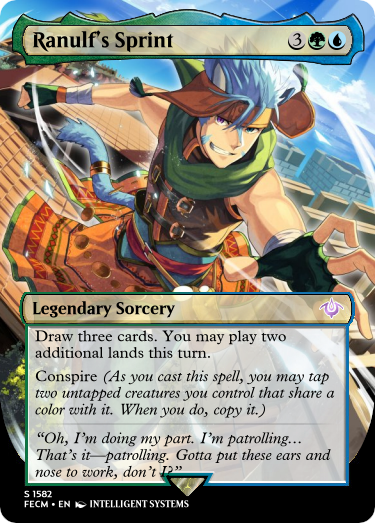 Ranulf's Sprint 3
Legendary Sorcery
Draw three cards. You may play two
additional lands this turn.
Conspire (As you cast this spell, you may tap
two untapped creatures you control that share a
color with it. When you do, copy it.)
“Oh, I'm doing my part. I'm patrolling…
That's it—patrolling. Gotta put these ears and
nose to work, don't I?”
S 1582
FECM • EN INTELLIGENT SYSTEMS